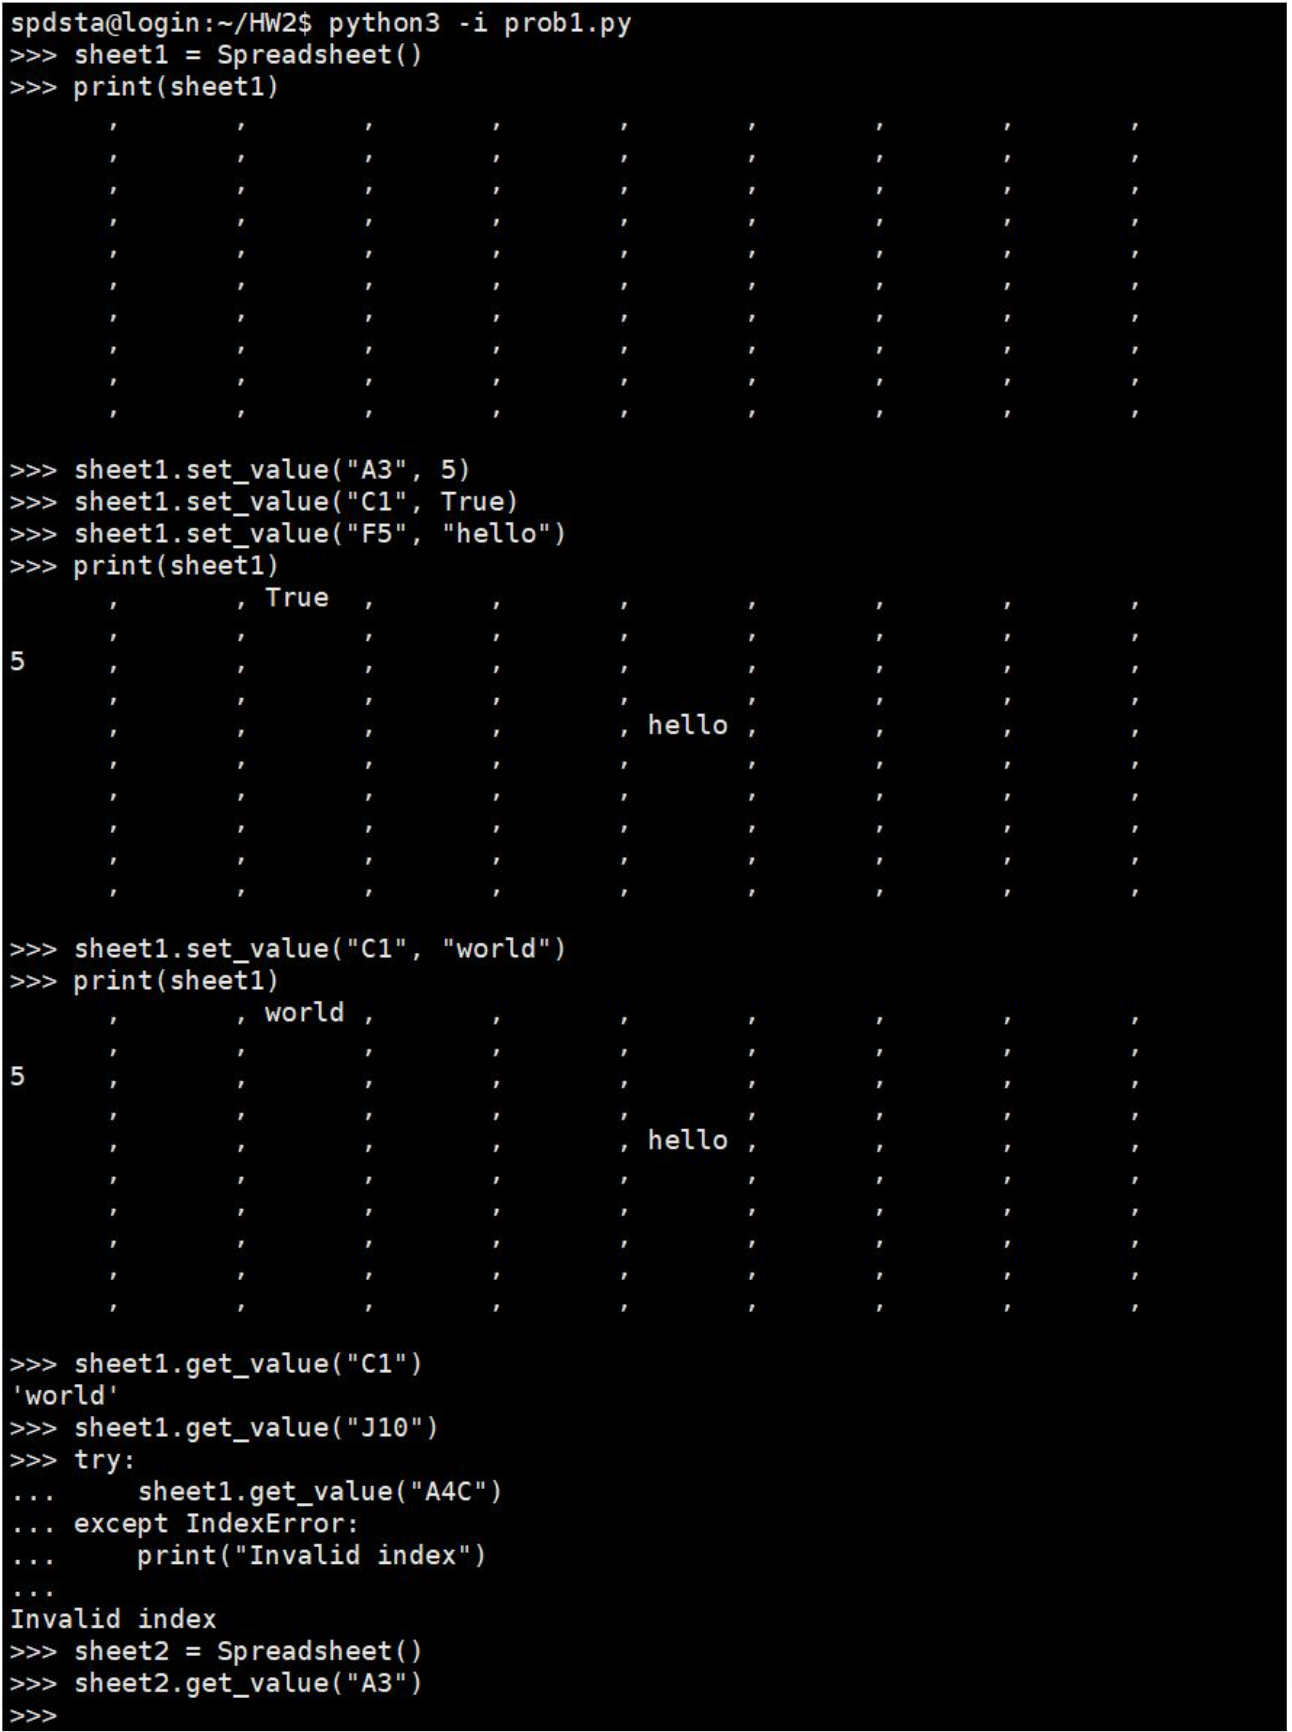 spdsta@login:~/HW2$ python3 -i prob1.py
>>> sheet1 = Spreadsheet()
>>> print(sheet1)
      ,       ,       ,       ,       ,       ,       ,       ,       ,
      ,       ,       ,       ,       ,       ,       ,       ,       ,
      ,       ,       ,       ,       ,       ,       ,       ,       ,
      ,       ,       ,       ,       ,       ,       ,       ,       ,
      ,       ,       ,       ,       ,       ,       ,       ,       ,
      ,       ,       ,       ,       ,       ,       ,       ,       ,
      ,       ,       ,       ,       ,       ,       ,       ,       ,
      ,       ,       ,       ,       ,       ,       ,       ,       ,
      ,       ,       ,       ,       ,       ,       ,       ,       ,
      ,       ,       ,       ,       ,       ,       ,       ,       ,

>>> sheet1.set_value("A3", 5)
>>> sheet1.set_value("C1", True)
>>> sheet1.set_value("F5", "hello")
>>> print(sheet1)
      ,       , True  ,       ,       ,       ,       ,       ,       ,
      ,       ,       ,       ,       ,       ,       ,       ,       ,
5     ,       ,       ,       ,       ,       ,       ,       ,       ,
      ,       ,       ,       ,       ,       ,       ,       ,       ,
      ,       ,       ,       ,       , hello ,       ,       ,       ,
      ,       ,       ,       ,       ,       ,       ,       ,       ,
      ,       ,       ,       ,       ,       ,       ,       ,       ,
      ,       ,       ,       ,       ,       ,       ,       ,       ,
      ,       ,       ,       ,       ,       ,       ,       ,       ,
      ,       ,       ,       ,       ,       ,       ,       ,       ,

>>> sheet1.set_value("C1", "world")
>>> print(sheet1)
      ,       , world ,       ,       ,       ,       ,       ,       ,
      ,       ,       ,       ,       ,       ,       ,       ,       ,
5     ,       ,       ,       ,       ,       ,       ,       ,       ,
      ,       ,       ,       ,       ,       ,       ,       ,       ,
      ,       ,       ,       ,       , hello ,       ,       ,       ,
      ,       ,       ,       ,       ,       ,       ,       ,       ,
      ,       ,       ,       ,       ,       ,       ,       ,       ,
      ,       ,       ,       ,       ,       ,       ,       ,       ,
      ,       ,       ,       ,       ,       ,       ,       ,       ,
      ,       ,       ,       ,       ,       ,       ,       ,       ,

>>> sheet1.get_value("C1")
'world'
>>> sheet1.get_value("J10")
>>> try:
...     sheet1.get_value("A4C")
... except IndexError:
...     print("Invalid index")
...
Invalid index
>>> sheet2 = Spreadsheet()
>>> sheet2.get_value("A3")
>>>